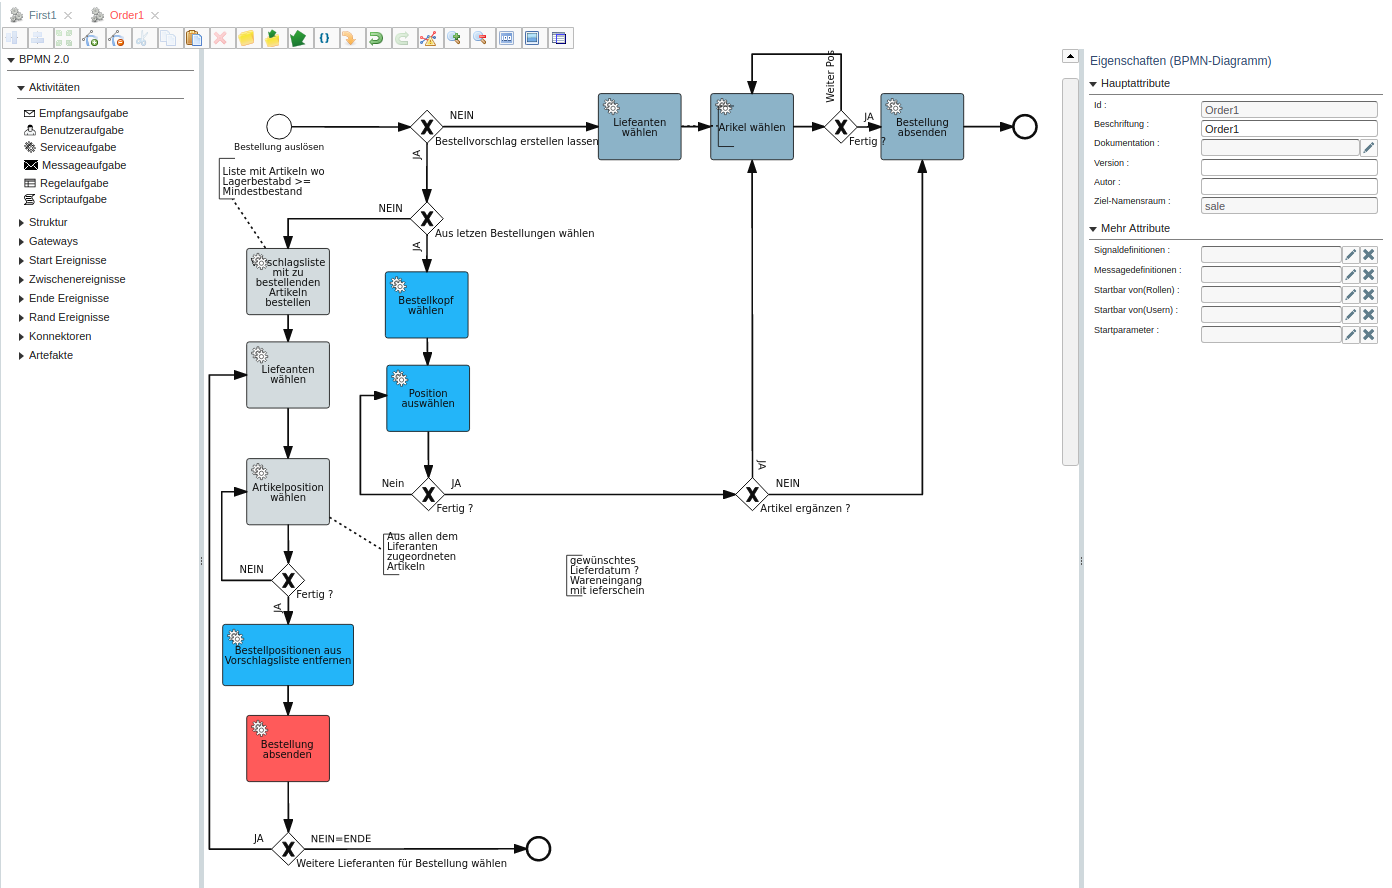 First1
Order1
BPMN 2.0
Aktivitäten
Empfangsaufgabe
Benutzeraufgabe
Serviceaufgabe
Messageaufgabe
Regelaufgabe
Scriptaufgabe
Struktur
Gateways
Start Ereignisse
Zwischenereignisse
Ende Ereignisse
Rand Ereignisse
Konnektoren
Artefakte
Bestellung auslösen
NEIN
Bestellvorschlag erstellen lassen
JA
Liefeanten
wählen
Arikel wählen
Weiter Pos
JA
Fertig ?
Bestellung
absenden
Liste mit Artikeln wo
Lagerbestabd >=
Mindestbestand
NEIN
Aus letzen Bestellungen wählen
JA
Vorschlagsliste
mit zu
bestellenden
Artikeln
bestellen
Bestellkopf
wählen
Liefeanten
wählen
Position
auswählen
Artikelposition
wählen
Nein
JA
Fertig ?
JA
NEIN
Artikel ergänzen ?
Aus allen dem
Liferanten
zugeordneten
Artikeln
gewünschtes
Lieferdatum ?
Wareneingang
mit ieferschein
NEIN
Fertig ?
JA
Bestellpositionen aus
Vorschlagsliste entfernen
Bestellung
absenden
JA
NEIN=ENDE
Weitere Lieferanten für Bestellung wählen
Eigenschaften (BPMN-Diagramm)
Hauptattribute
Id :
Order1
Beschriftung :
Order1
Dokumentation :
Version :
Autor :
Ziel-Namensraum :
sale
Mehr Attribute
Signaldefinitionen :
Messagedefinitionen :
Startbar von(Rollen) :
Startbar von(Usern) :
Startparameter :